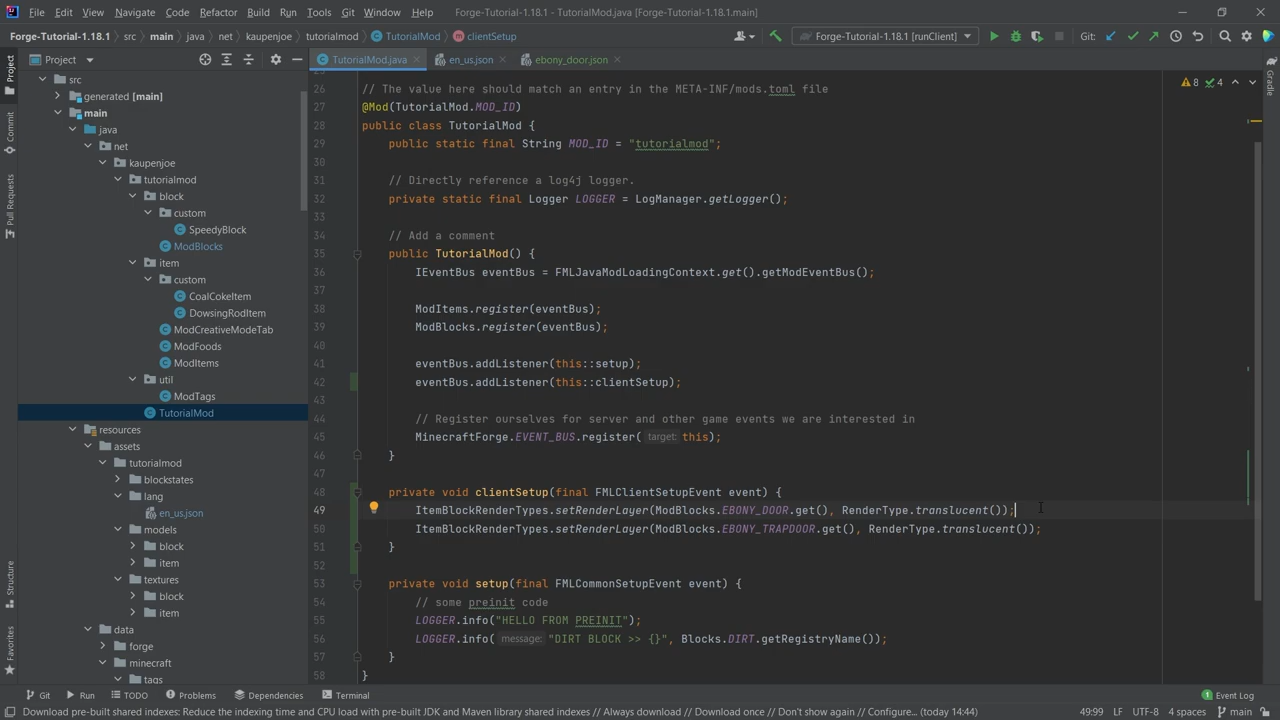 File Edit View Navigate Code Refactor Build Run Tools Git Window Help Forge-Tutorial-1.18.1 - TutorialMod.java [Forge-Tutorial-1.18.1.main]
Forge-Tutorial-1.18.1 src main java net kaupenjoe tutorialmod TutorialMod clientSetup Forge-Tutorial-1.18.1 [runClient] Git:
Project
TutorialMod.java en_us.json ebony_door.json
Project
Commit
Pull Requests
Structure
Favorites
src
generated [main]
main
java
net
kaupenjoe
tutorialmod
block
custom
SpeedyBlock
ModBlocks
item
custom
CoalCokeItem
DowsingRodItem
ModCreativeModeTab
ModFoods
ModItems
util
ModTags
TutorialMod
resources
assets
tutorialmod
blockstates
lang
en_us.json
models
block
item
textures
block
item
data
forge
minecraft
tags
8 4
26 // The value here should match an entry in the META-INF/mods.toml file
27 @Mod(TutorialMod.MOD_ID)
28 public class TutorialMod {
29 public static final String MOD_ID = "tutorialmod";
30
31 // Directly reference a log4j logger.
32 private static final Logger LOGGER = LogManager.getLogger();
33
34 // Add a comment
35 public TutorialMod() {
36 IEventBus eventBus = FMLJavaModLoadingContext.get().getModEventBus();
37
38 ModItems.register(eventBus);
39 ModBlocks.register(eventBus);
40
41 eventBus.addListener(this::setup);
42 eventBus.addListener(this::clientSetup);
43
44 // Register ourselves for server and other game events we are interested in
45 MinecraftForge.EVENT_BUS.register( target: this);
46 }
47
48 private void clientSetup(final FMLClientSetupEvent event) {
49 ItemBlockRenderTypes.setRenderLayer(ModBlocks.EBONY_DOOR.get(), RenderType.translucent());
50 ItemBlockRenderTypes.setRenderLayer(ModBlocks.EBONY_TRAPDOOR.get(), RenderType.translucent());
51 }
52
53 private void setup(final FMLCommonSetupEvent event) {
54 // some preinit code
55 LOGGER.info("HELLO FROM PREINIT");
56 LOGGER.info( message: "DIRT BLOCK >> {}", Blocks.DIRT.getRegistryName());
57 }
58 }
Gradle
Git Run TODO Problems Dependencies Terminal 1 Event Log
Download pre-built shared indexes: Reduce the indexing time and CPU load with pre-built JDK and Maven library shared indexes // Always download // Download once // Don't show again // Configure... (today 14:44) 49:99 LF UTF-8 4 spaces main